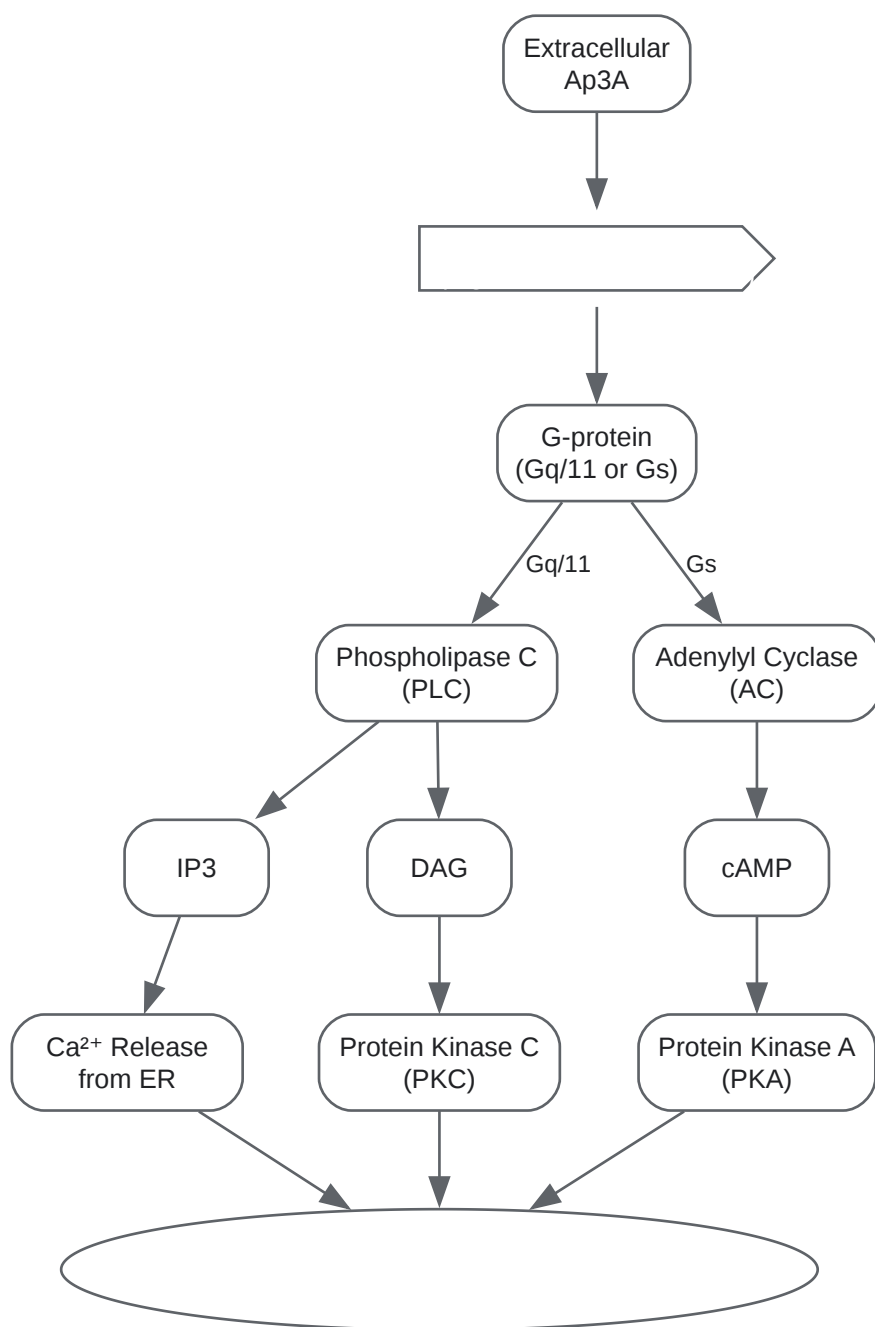 Extracellular
Ap3A
G-protein
(Gq/11 or Gs)
Gq/11
Gs
Phospholipase C
(PLC)
Adenylyl Cyclase
(AC)
IP3
DAG
cAMP
Ca²⁺ Release
from ER
Protein Kinase C
(PKC)
Protein Kinase A
(PKA)